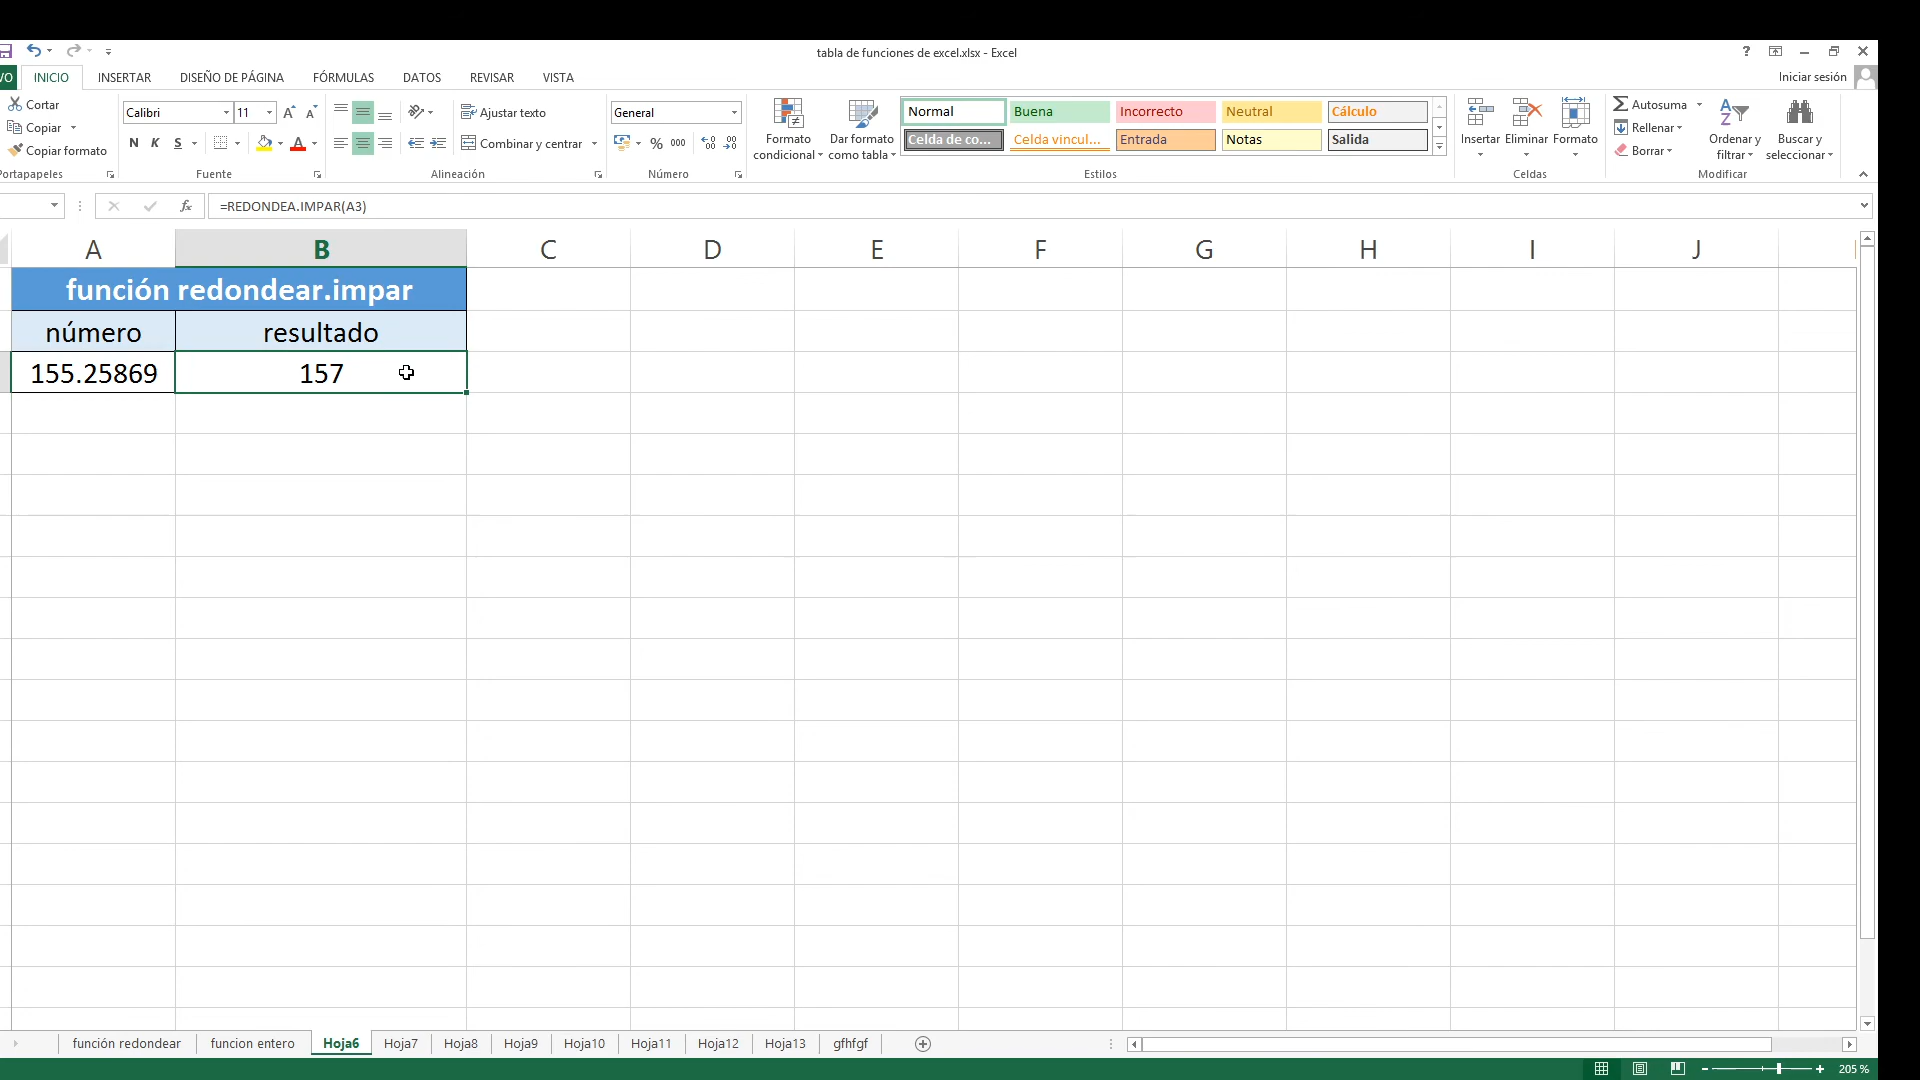 tabla de funciones de excel.xlsx - Excel
?
VO INICIO INSERTAR DISEÑO DE PÁGINA FÓRMULAS DATOS REVISAR VISTA Iniciar sesión
Cortar
Copiar
Copiar formato
Portapapeles
Calibri 11
N K S
Fuente
Ajustar texto
Combinar y centrar
Alineación
General
% 000
Número
Formato
condicional
Dar formato
como tabla
Normal Buena Incorrecto Neutral Cálculo
Celda de co... Celda vincul... Entrada Notas Salida
Estilos
Insertar Eliminar Formato
Celdas
Autosuma
Rellenar
Borrar
Ordenar y
filtrar
Buscar y
seleccionar
Modificar
fx =REDONDEA.IMPAR(A3)
A B C D E F G H I J
función redondear.impar
número resultado
155.25869 157
función redondear funcion entero Hoja6 Hoja7 Hoja8 Hoja9 Hoja10 Hoja11 Hoja12 Hoja13 gfhfgf
205 %